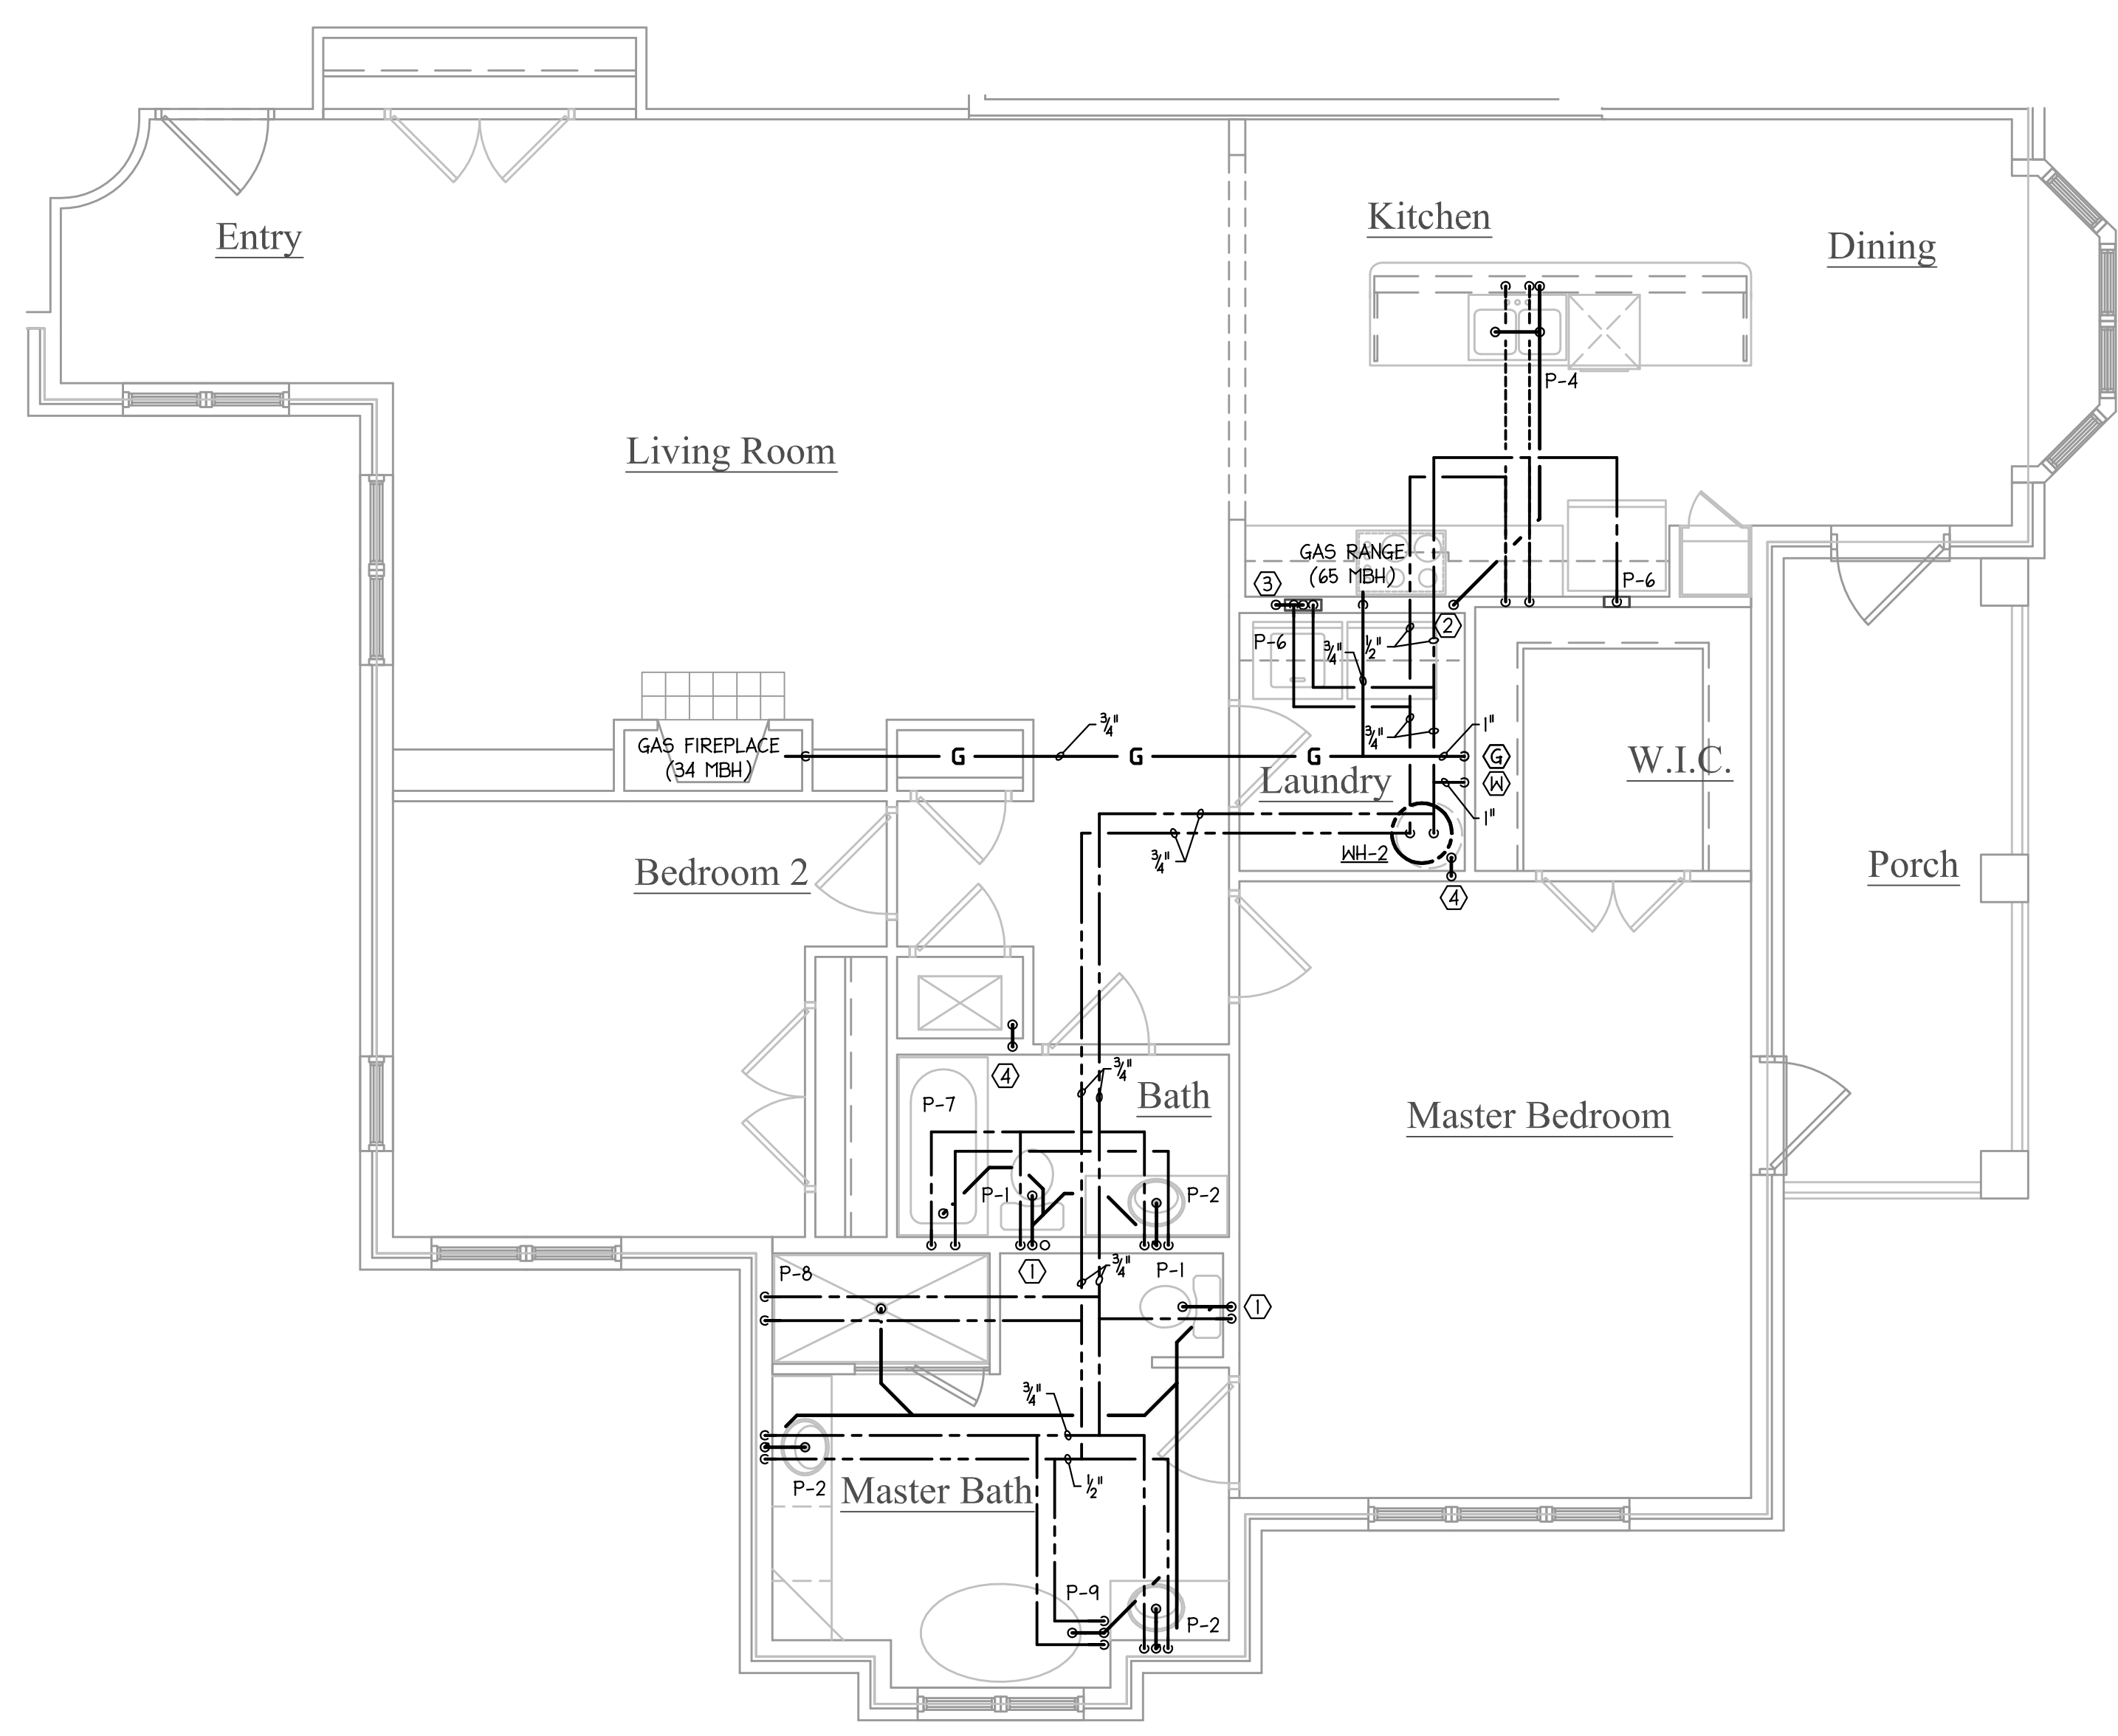 Entry
Kitchen
Dining
P-4
Living Room
GAS RANGE
(65 MBH)
3
P-6
2
P-6
3/4"
1/2"
3/4"
3/4"
1"
GAS FIREPLACE
(34 MBH)
G
G
G
G
W.I.C.
Laundry
W
1"
3/4"
WH-2
Bedroom 2
Porch
4
4
3/4"
Bath
P-7
Master Bedroom
P-1
P-2
1
3/4"
P-1
P-8
1
3/4"
P-2
Master Bath
1/2"
P-9
P-2